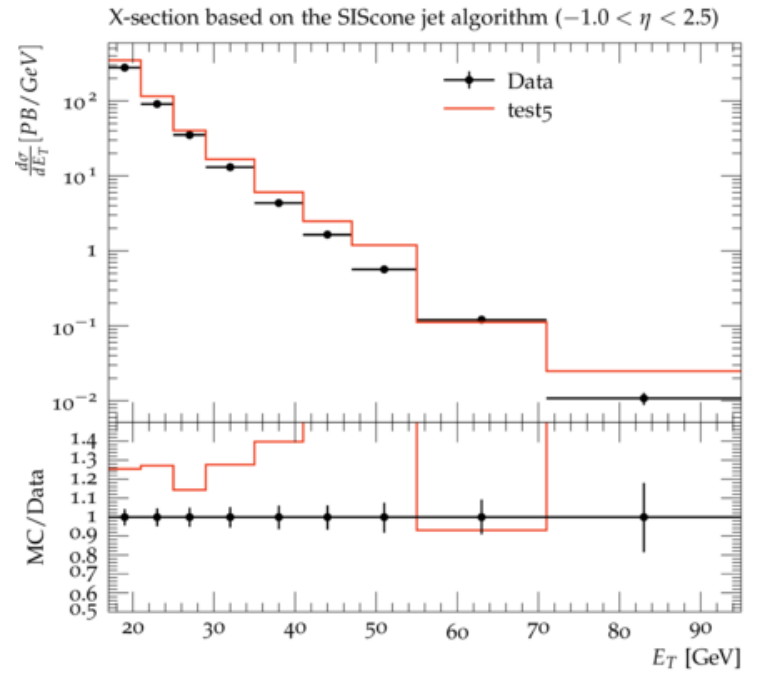 X-section based on the SIScone jet algorithm (−1.0 < η < 2.5)
dσ/dE_T [PB/GeV]
Data
test5
10²
10¹
1
10⁻¹
10⁻²
MC/Data
1.4
1.3
1.2
1.1
1
0.9
0.8
0.7
0.6
0.5
20 30 40 50 60 70 80 90
E_T [GeV]